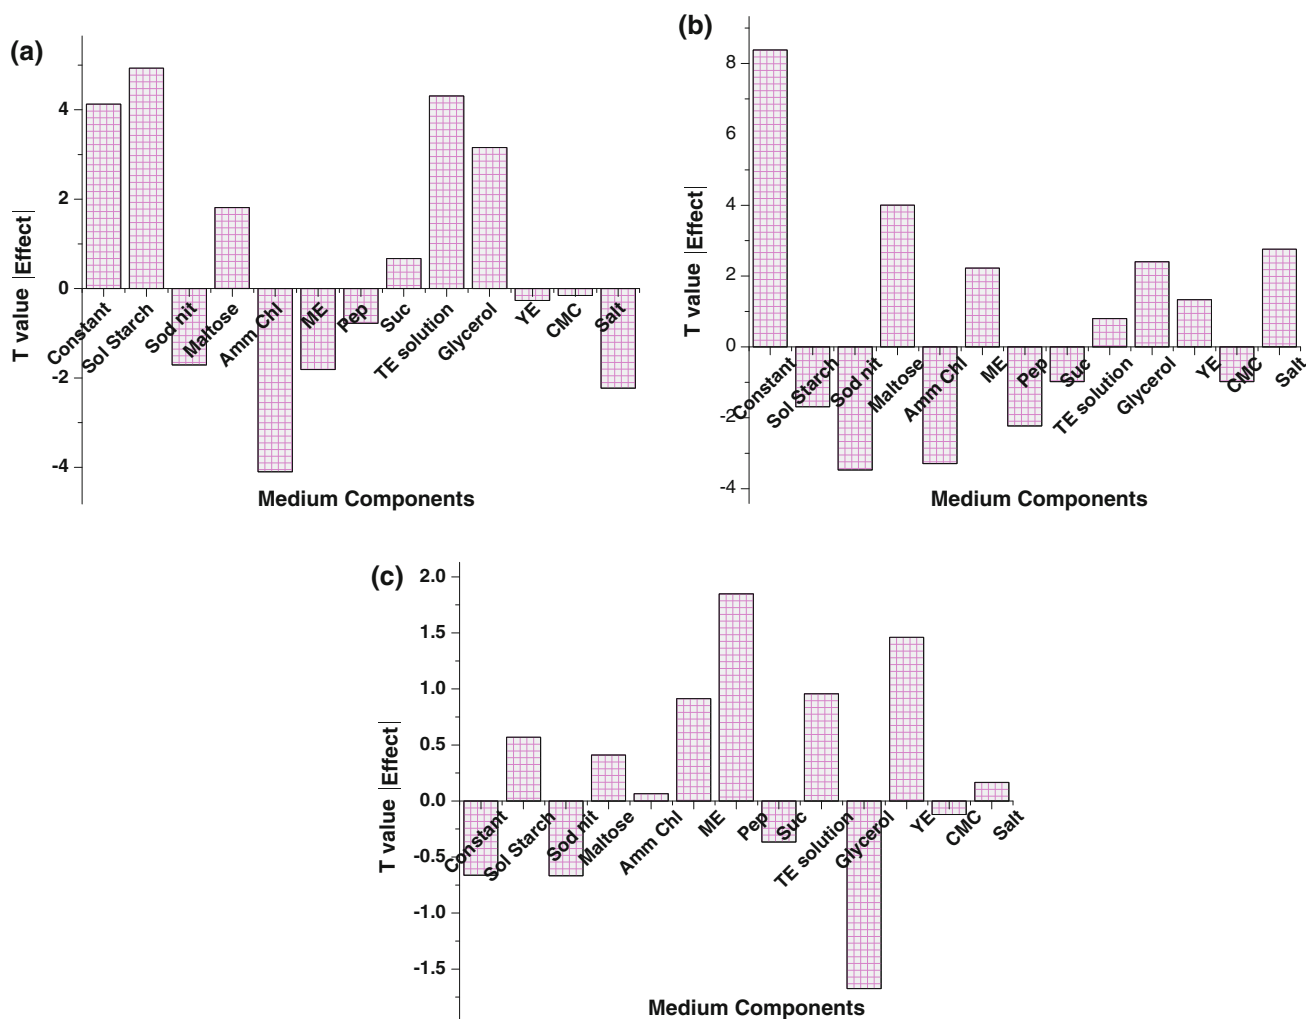 (a)
T value |Effect|
4
2
0
-2
-4
Constant
Sol Starch
Sod nit
Maltose
Amm Chl
ME
Pep
Suc
TE solution
Glycerol
YE
CMC
Salt
Medium Components
(b)
T value |Effect|
8
6
4
2
0
-2
-4
Constant
Sol Starch
Sod nit
Maltose
Amm Chl
ME
Pep
Suc
TE solution
Glycerol
YE
CMC
Salt
Medium Components
(c)
T value |Effect|
2.0
1.5
1.0
0.5
0.0
-0.5
-1.0
-1.5
Constant
Sol Starch
Sod nit
Maltose
Amm Chl
ME
Pep
Suc
TE solution
Glycerol
YE
CMC
Salt
Medium Components